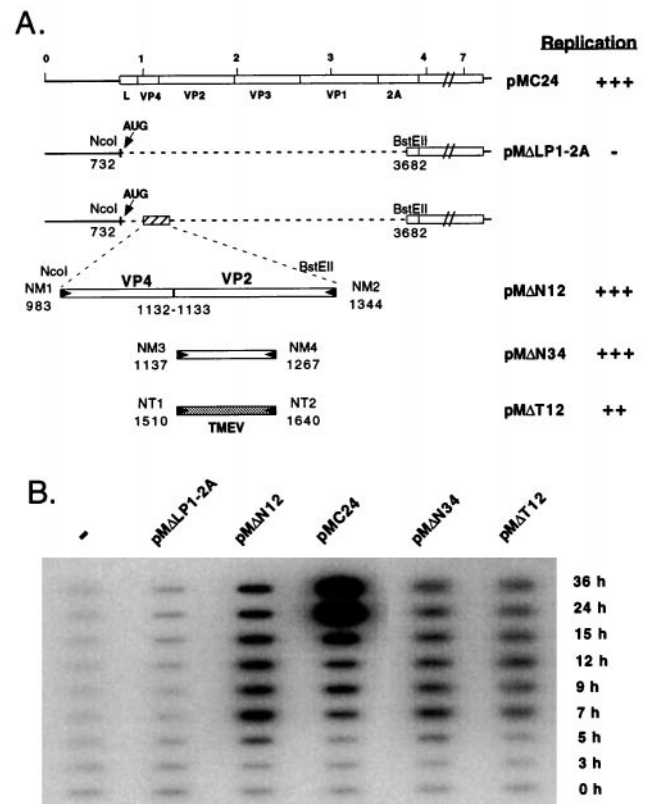 A.
Replication
0 1 2 3 4 7
pMC24 +++
L VP4 VP2 VP3 VP1 2A
NcoI AUG BstEII
pMΔLP1-2A -
732 3682
NcoI AUG BstEII
732 3682
NcoI VP4 VP2 BstEII
NM1 NM2 pMΔN12 +++
983 1132-1133 1344
NM3 NM4 pMΔN34 +++
1137 1267
NT1 NT2 pMΔT12 ++
1510 TMEV 1640
B.
- pMΔLP1-2A pMΔN12 pMC24 pMΔN34 pMΔT12
36 h
24 h
15 h
12 h
9 h
7 h
5 h
3 h
0 h